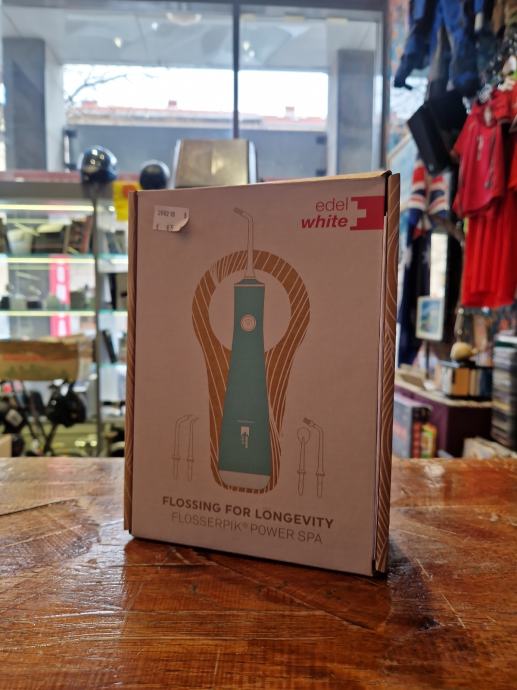 edel
white
FLOSSING FOR LONGEVITY
FLOSSERPIK® POWER SPA